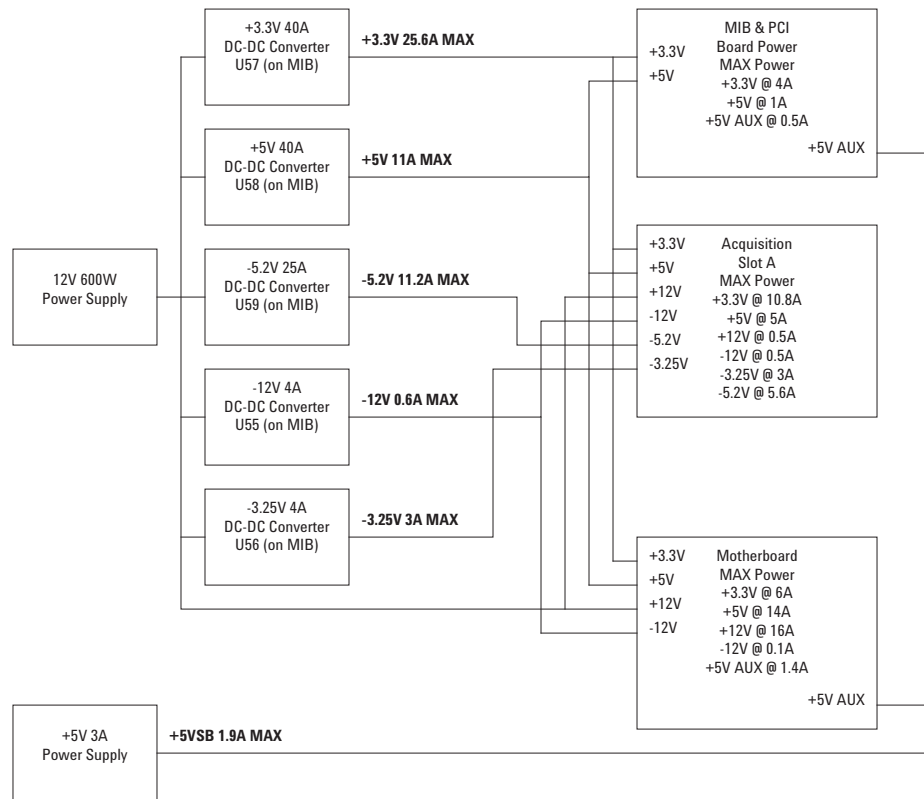 +3.3V 40A
DC-DC Converter
U57 (on MIB)
+3.3V 25.6A MAX
+5V 40A
DC-DC Converter
U58 (on MIB)
+5V 11A MAX
12V 600W
Power Supply
-5.2V 25A
DC-DC Converter
U59 (on MIB)
-5.2V 11.2A MAX
-12V 4A
DC-DC Converter
U55 (on MIB)
-12V 0.6A MAX
-3.25V 4A
DC-DC Converter
U56 (on MIB)
-3.25V 3A MAX
+5V 3A
Power Supply
+5VSB 1.9A MAX
+3.3V
+5V
MIB & PCI
Board Power
MAX Power
+3.3V @ 4A
+5V @ 1A
+5V AUX @ 0.5A
+5V AUX
+3.3V
+5V
+12V
-12V
-5.2V
-3.25V
Acquisition
Slot A
MAX Power
+3.3V @ 10.8A
+5V @ 5A
+12V @ 0.5A
-12V @ 0.5A
-3.25V @ 3A
-5.2V @ 5.6A
+3.3V
+5V
+12V
-12V
Motherboard
MAX Power
+3.3V @ 6A
+5V @ 14A
+12V @ 16A
-12V @ 0.1A
+5V AUX @ 1.4A
+5V AUX